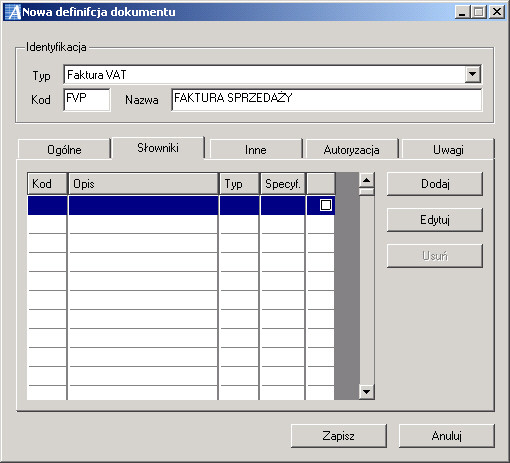 Nowa definifcja dokumentu
Identyfikacja
Typ Faktura VAT
Kod FVP Nazwa FAKTURA SPRZEDAŻY
Ogólne Słowniki Inne Autoryzacja Uwagi
Kod Opis Typ Specyf.
Dodaj
Edytuj
Usuń
Zapisz Anuluj